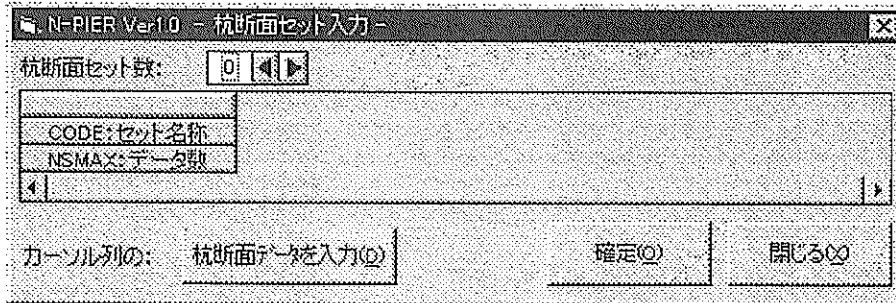 N-PIER Ver1.0 - 杭断面セット入力 -
杭断面セット数: 0
CODE:セット名称
NSMAX:データ数
カーソル列の: 杭断面データを入力(D) 確定(O) 閉じる(X)